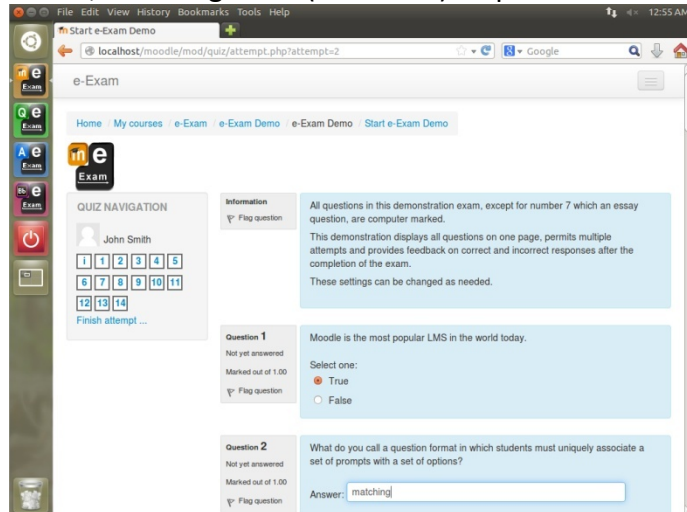 File Edit View History Bookmarks Tools Help
12:55 AM
Start e-Exam Demo
localhost/moodle/mod/quiz/attempt.php?attempt=2
Google
e-Exam
Home / My courses / e-Exam / e-Exam Demo / e-Exam Demo / Start e-Exam Demo
m e
Exam
QUIZ NAVIGATION
John Smith
i 1 2 3 4 5
6 7 8 9 10 11
12 13 14
Finish attempt ...
Information
Flag question
All questions in this demonstration exam, except for number 7 which an essay
question, are computer marked.
This demonstration displays all questions on one page, permits multiple
attempts and provides feedback on correct and incorrect responses after the
completion of the exam.
These settings can be changed as needed.
Question 1
Not yet answered
Marked out of 1.00
Flag question
Moodle is the most popular LMS in the world today.
Select one:
True
False
Question 2
Not yet answered
Marked out of 1.00
Flag question
What do you call a question format in which students must uniquely associate a
set of prompts with a set of options?
Answer: matching
m e
Exam
Q e
Exam
A e
Exam
Bb e
Exam